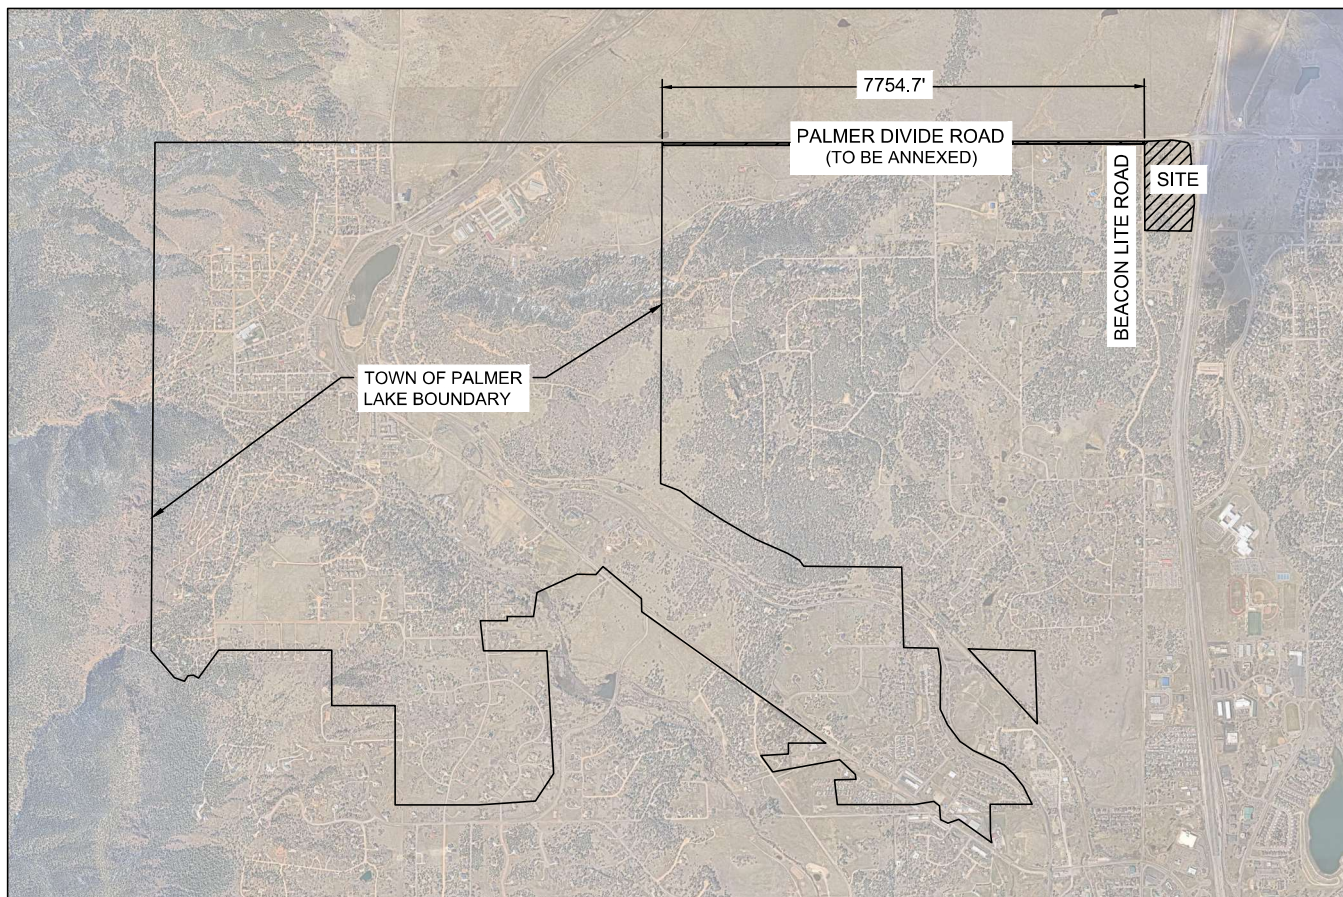 7754.7'
PALMER DIVIDE ROAD
(TO BE ANNEXED)
BEACON LITE ROAD
SITE
TOWN OF PALMER
LAKE BOUNDARY